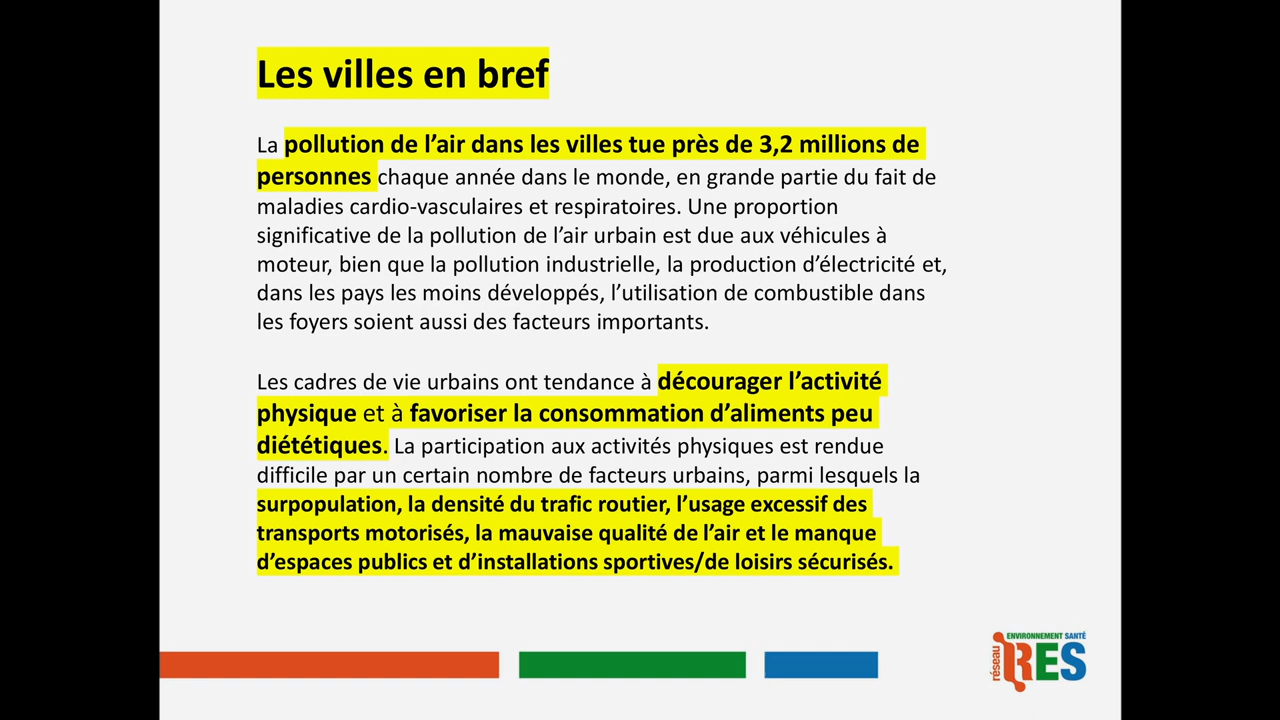 Les villes en bref
La pollution de l’air dans les villes tue près de 3,2 millions de
personnes chaque année dans le monde, en grande partie du fait de
maladies cardio-vasculaires et respiratoires. Une proportion
significative de la pollution de l’air urbain est due aux véhicules à
moteur, bien que la pollution industrielle, la production d’électricité et,
dans les pays les moins développés, l’utilisation de combustible dans
les foyers soient aussi des facteurs importants.
Les cadres de vie urbains ont tendance à décourager l’activité
physique et à favoriser la consommation d’aliments peu
diététiques. La participation aux activités physiques est rendue
difficile par un certain nombre de facteurs urbains, parmi lesquels la
surpopulation, la densité du trafic routier, l’usage excessif des
transports motorisés, la mauvaise qualité de l’air et le manque
d’espaces publics et d’installations sportives/de loisirs sécurisés.
ENVIRONNEMENT SANTÉ
réseau
RES